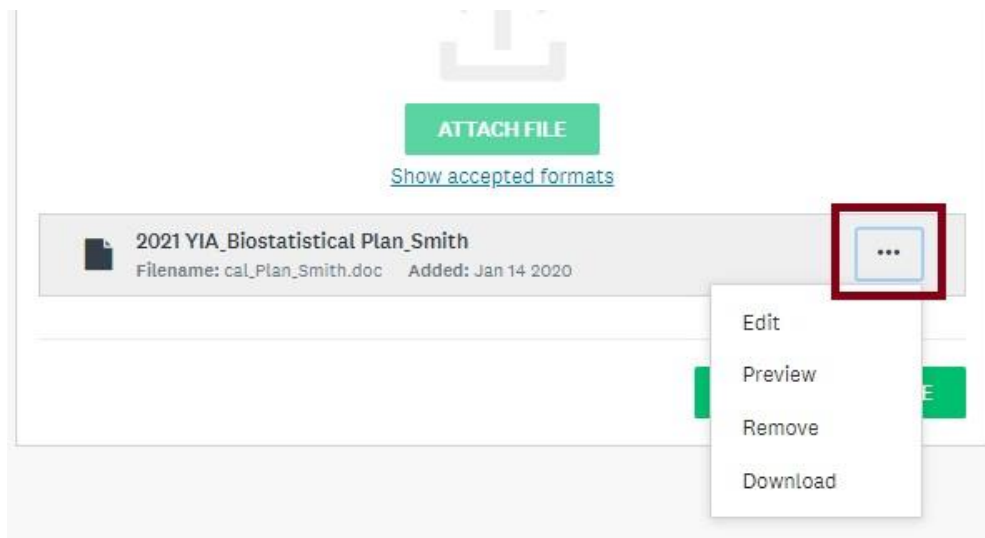 ATTACH FILE
Show accepted formats
2021 YIA_Biostatistical Plan_Smith
Filename: cal_Plan_Smith.doc Added: Jan 14 2020
•••
Edit
Preview
E
Remove
Download